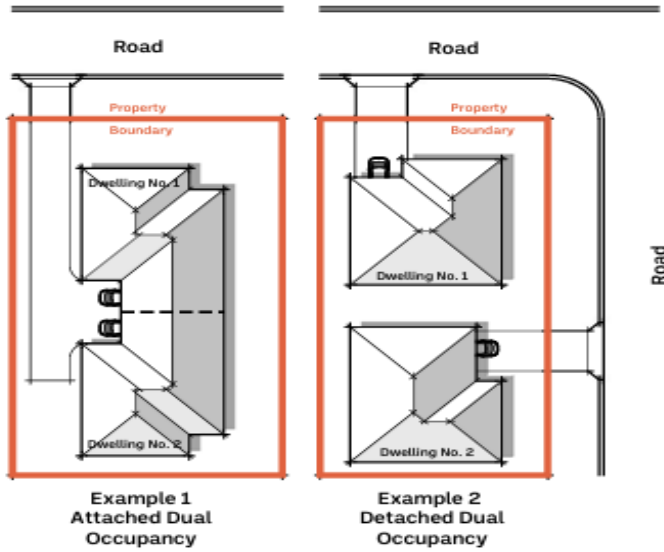 Road
Road
Property
Boundary
Property
Boundary
Dwelling No. 1
Dwelling No. 1
Road
Dwelling No. 2
Dwelling No. 2
Example 1
Attached Dual
Occupancy
Example 2
Detached Dual
Occupancy